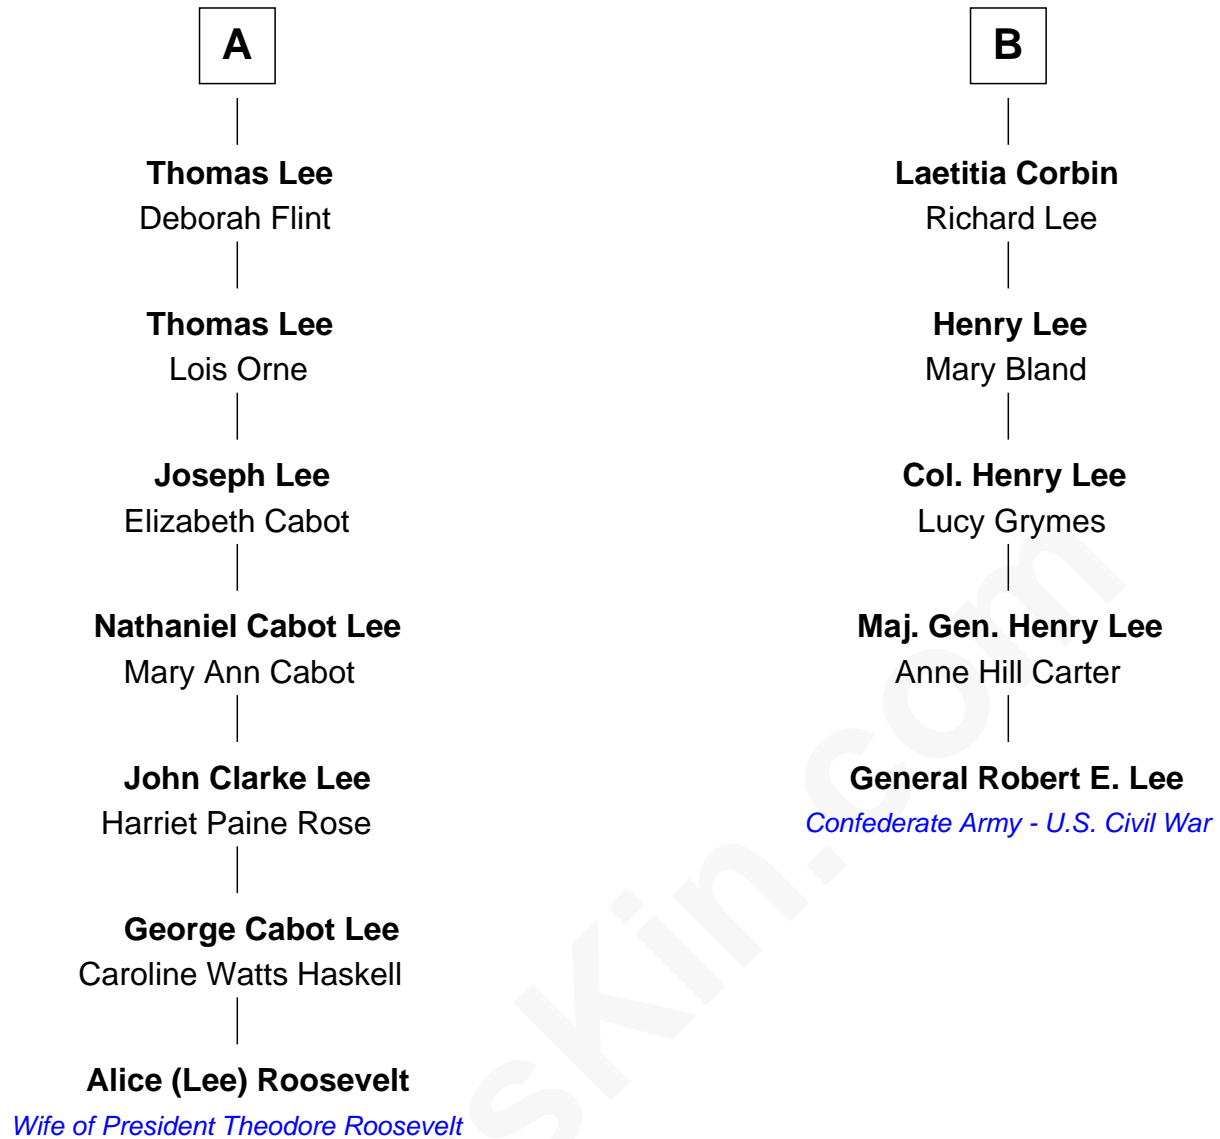 A
Thomas Lee
Deborah Flint
Thomas Lee
Lois Orne
Joseph Lee
Elizabeth Cabot
Nathaniel Cabot Lee
Mary Ann Cabot
John Clarke Lee
Harriet Paine Rose
George Cabot Lee
Caroline Watts Haskell
Alice (Lee) Roosevelt
Wife of President Theodore Roosevelt
B
Laetitia Corbin
Richard Lee
Henry Lee
Mary Bland
Col. Henry Lee
Lucy Grymes
Maj. Gen. Henry Lee
Anne Hill Carter
General Robert E. Lee
Confederate Army - U.S. Civil War
sKin.com